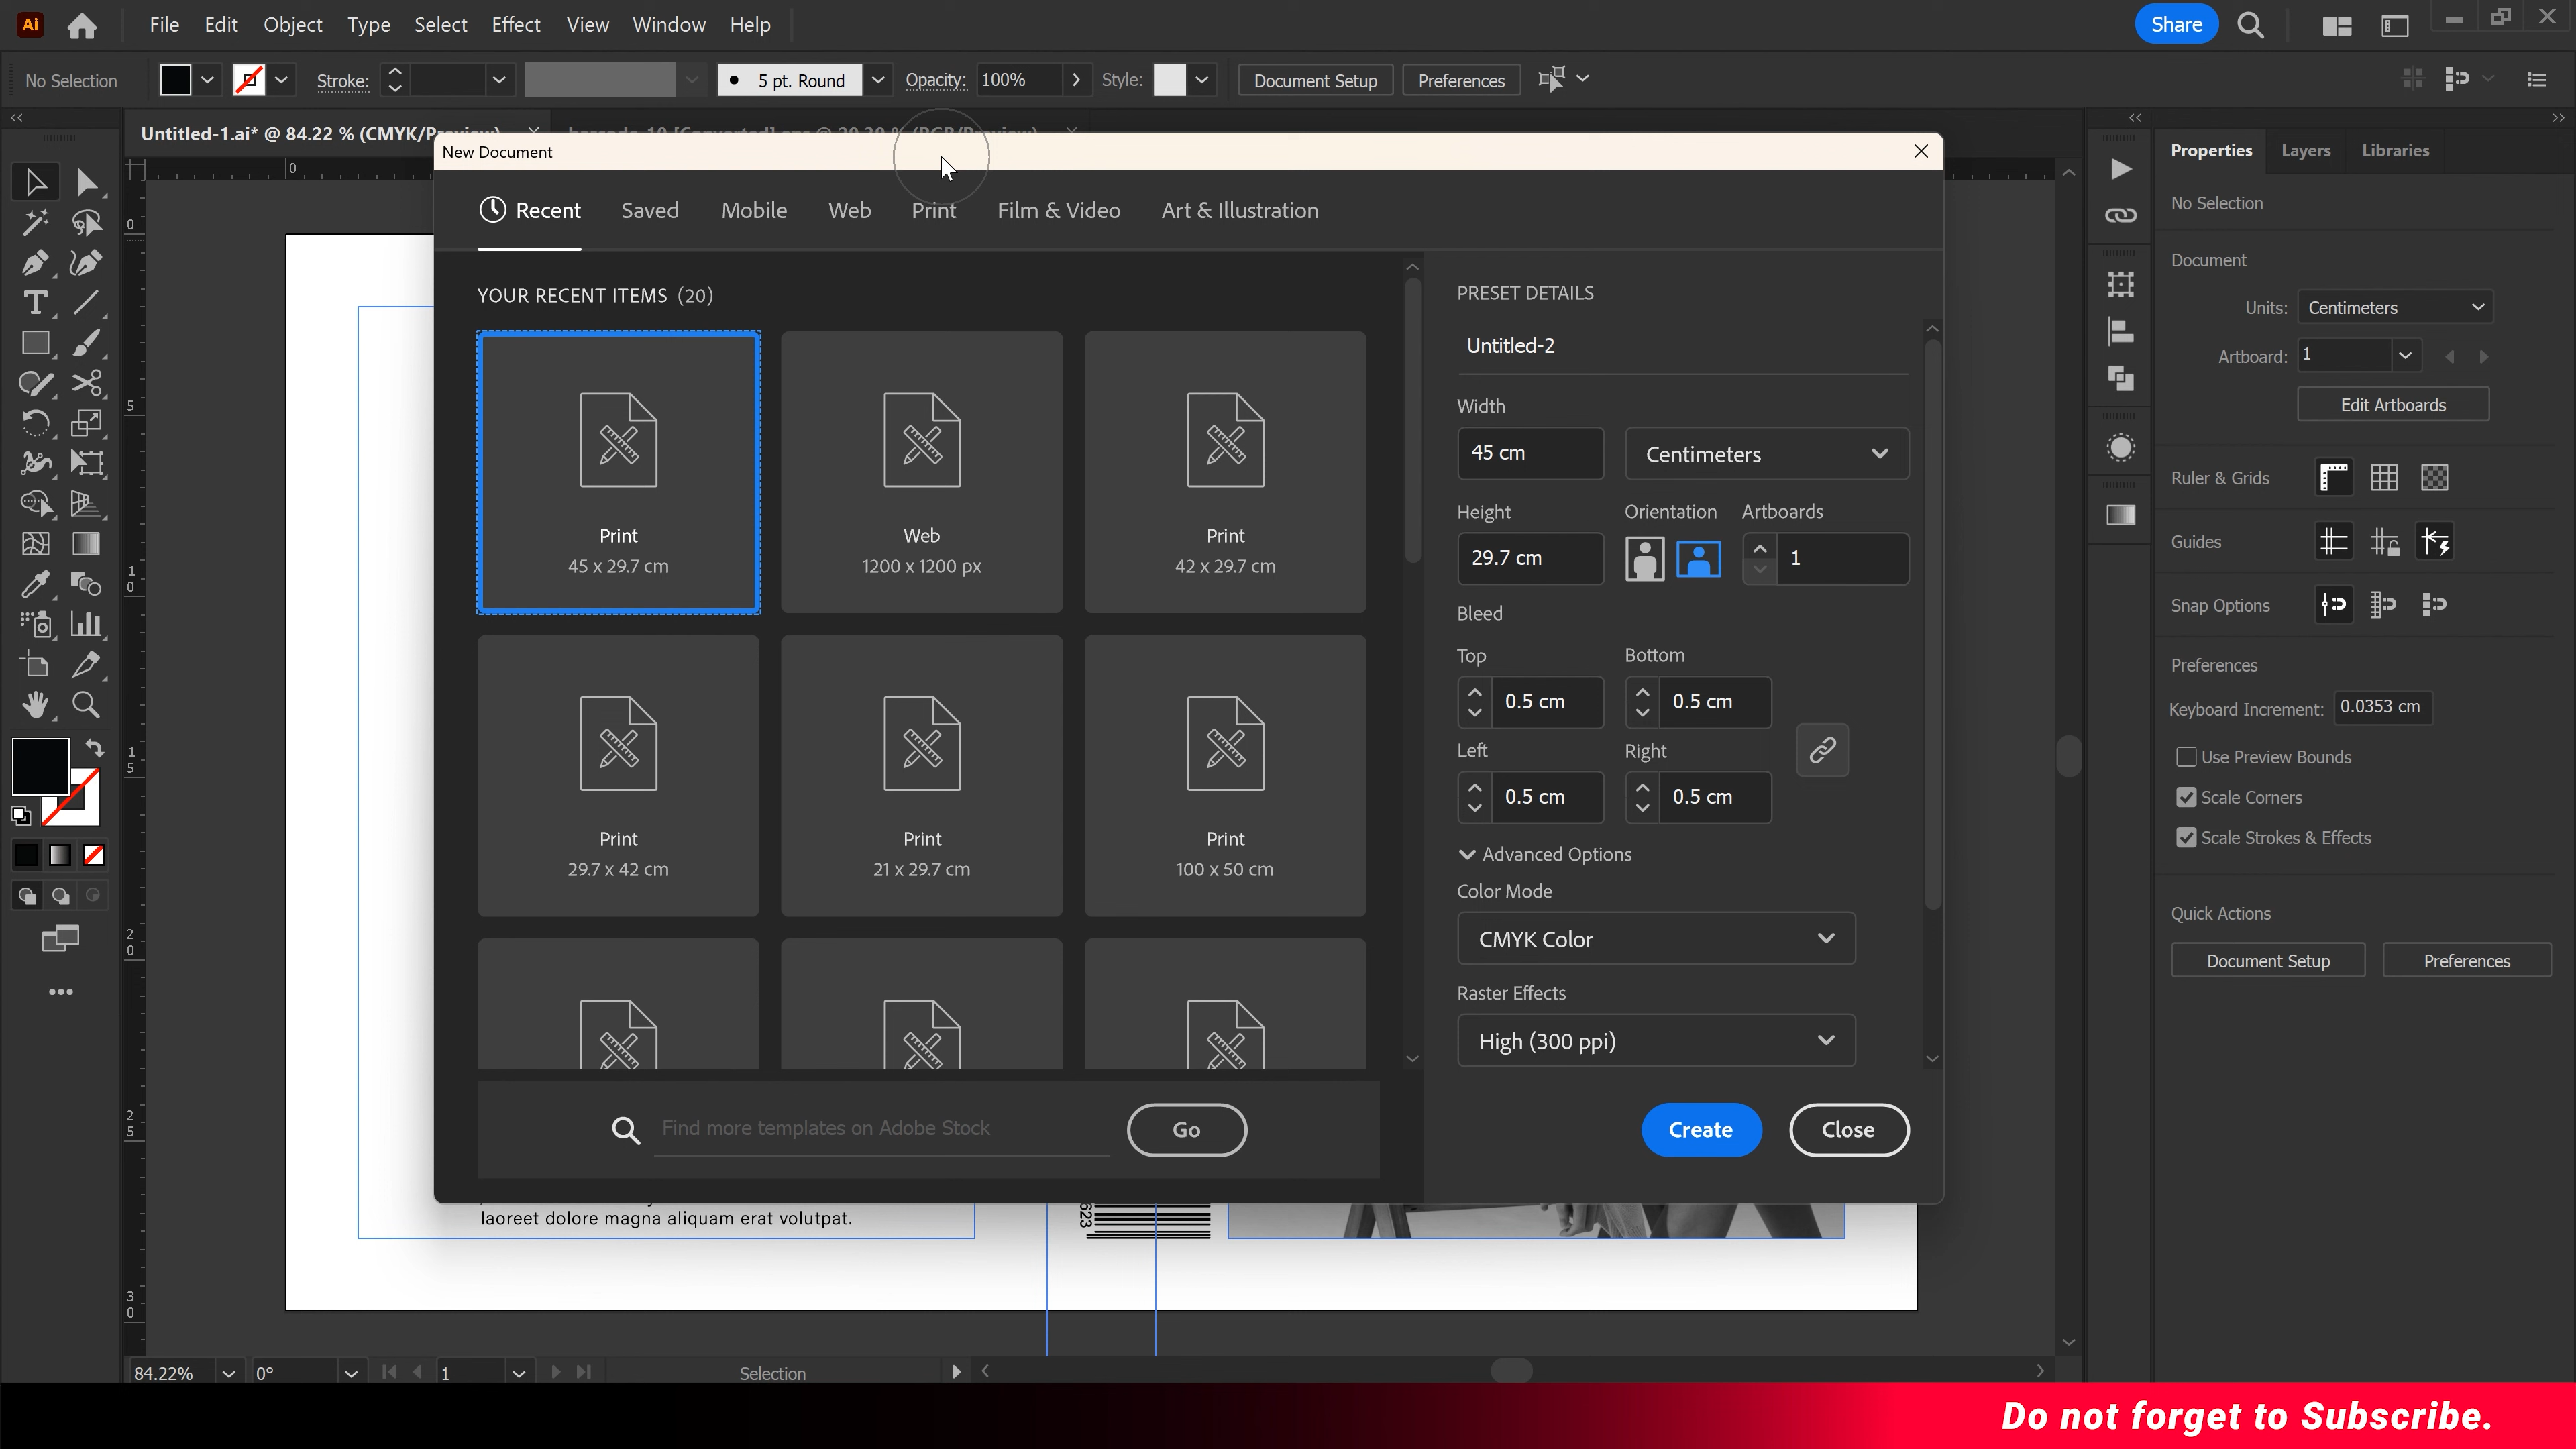 Ai File Edit Object Type Select Effect View Window Help Share
No Selection Stroke: 5 pt. Round Opacity: 100% Style: Document Setup Preferences
Untitled-1.ai* @ 84.22 % (CMYK/Preview)
New Document
Recent Saved Mobile Web Print Film & Video Art & Illustration
YOUR RECENT ITEMS (20)
Print
45 x 29.7 cm
Web
1200 x 1200 px
Print
42 x 29.7 cm
Print
29.7 x 42 cm
Print
21 x 29.7 cm
Print
100 x 50 cm
Find more templates on Adobe Stock Go
PRESET DETAILS
Untitled-2
Width
45 cm Centimeters
Height Orientation Artboards
29.7 cm 1
Bleed
Top Bottom
0.5 cm 0.5 cm
Left Right
0.5 cm 0.5 cm
Advanced Options
Color Mode
CMYK Color
Raster Effects
High (300 ppi)
Create Close
Properties Layers Libraries
No Selection
Document
Units: Centimeters
Artboard: 1
Edit Artboards
Ruler & Grids
Guides
Snap Options
Preferences
Keyboard Increment: 0.0353 cm
Use Preview Bounds
Scale Corners
Scale Strokes & Effects
Quick Actions
Document Setup Preferences
0
0
5
10
15
20
25
30
laoreet dolore magna aliquam erat volutpat.
623
84.22% 0° 1 Selection
Do not forget to Subscribe.